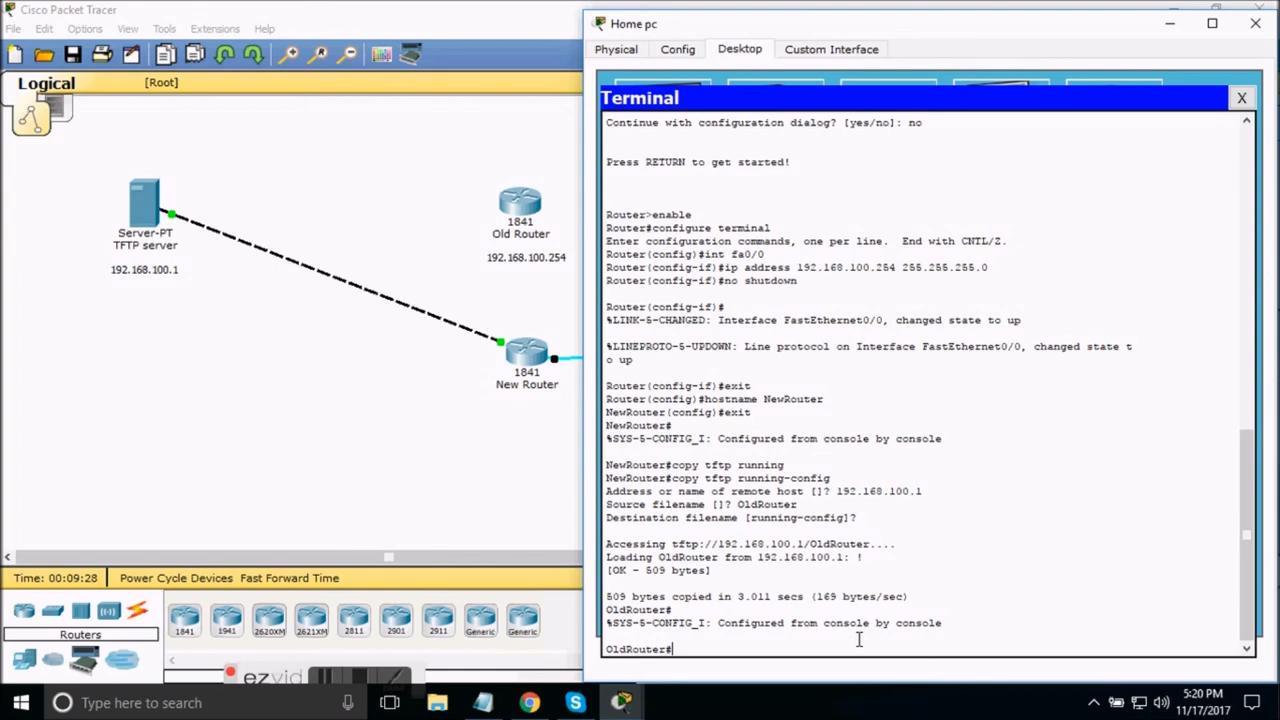 Cisco Packet Tracer
File Edit Options View Tools Extensions Help
Logical
[Root]
Server-PT
TFTP server
192.168.100.1
1841
Old Router
192.168.100.254
1841
New Router
Time: 00:09:28 Power Cycle Devices Fast Forward Time
Routers
1841 1941 2620XM 2621XM 2811 2901 2911 Generic Generic
ezvid
Home pc
Physical Config Desktop Custom Interface
Terminal
X
Continue with configuration dialog? [yes/no]: no
Press RETURN to get started!
Router>enable
Router#configure terminal
Enter configuration commands, one per line. End with CNTL/Z.
Router(config)#int fa0/0
Router(config-if)#ip address 192.168.100.254 255.255.255.0
Router(config-if)#no shutdown
Router(config-if)#
%LINK-5-CHANGED: Interface FastEthernet0/0, changed state to up
%LINEPROTO-5-UPDOWN: Line protocol on Interface FastEthernet0/0, changed state t
o up
Router(config-if)#exit
Router(config)#hostname NewRouter
NewRouter(config)#exit
NewRouter#
%SYS-5-CONFIG_I: Configured from console by console
NewRouter#copy tftp running
NewRouter#copy tftp running-config
Address or name of remote host []? 192.168.100.1
Source filename []? OldRouter
Destination filename [running-config]?
Accessing tftp://192.168.100.1/OldRouter....
Loading OldRouter from 192.168.100.1: !
[OK - 509 bytes]
509 bytes copied in 3.011 secs (169 bytes/sec)
OldRouter#
%SYS-5-CONFIG_I: Configured from console by console
OldRouter#
Type here to search
5:20 PM
11/17/2017